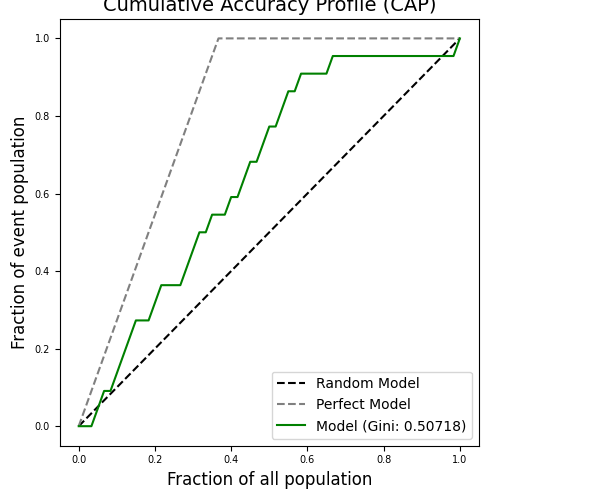 Cumulative Accuracy Profile (CAP)
Fraction of event population
1.0
0.8
0.6
0.4
0.2
0.0
Random Model
Perfect Model
Model (Gini: 0.50718)
0.0 0.2 0.4 0.6 0.8 1.0
Fraction of all population